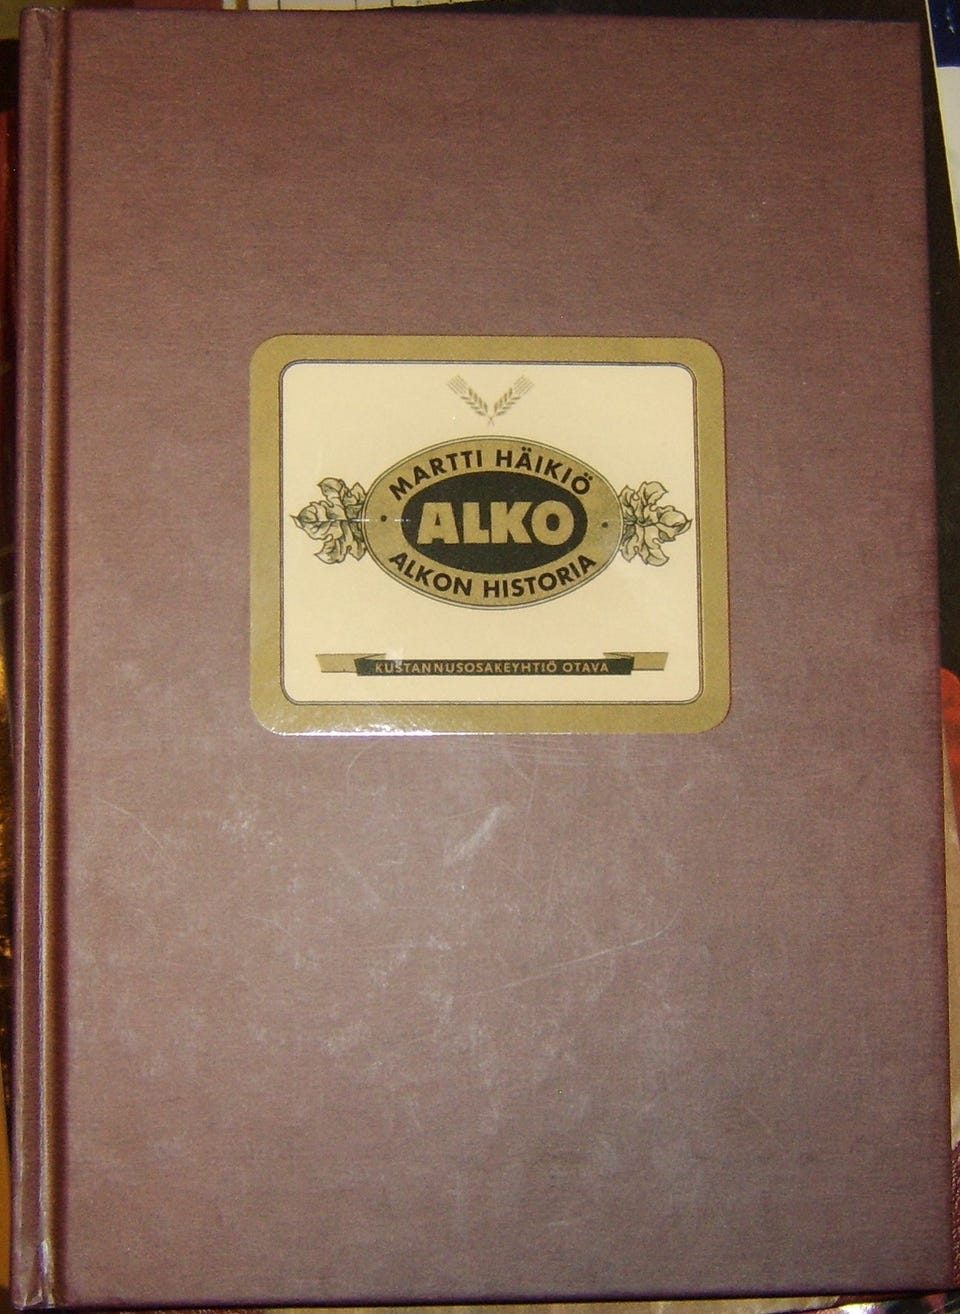 MARTTI HÄIKIÖ
ALKO
ALKON HISTORIA
KUSTANNUSOSAKEYHTIÖ OTAVA